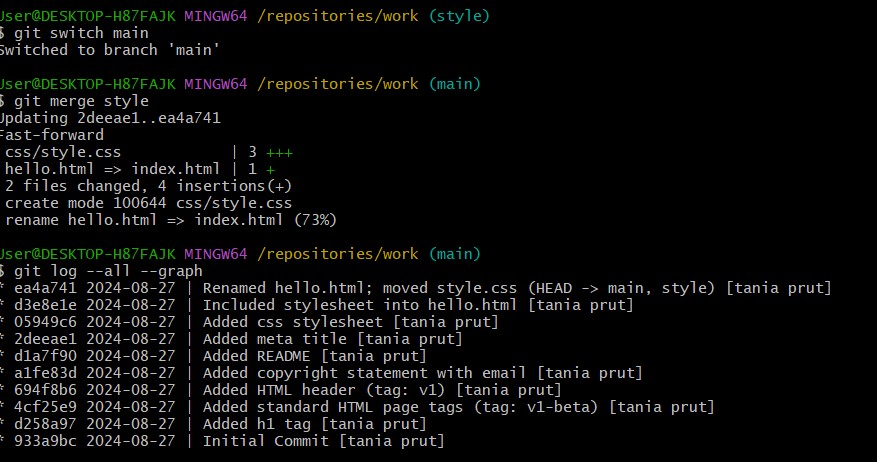 User@DESKTOP-H87FAJK MINGW64 /repositories/work (style)
$ git switch main
Switched to branch 'main'
User@DESKTOP-H87FAJK MINGW64 /repositories/work (main)
$ git merge style
Updating 2deeae1..ea4a741
Fast-forward
 css/style.css            | 3 +++
 hello.html => index.html | 1 +
 2 files changed, 4 insertions(+)
 create mode 100644 css/style.css
 rename hello.html => index.html (73%)
User@DESKTOP-H87FAJK MINGW64 /repositories/work (main)
$ git log --all --graph
* ea4a741 2024-08-27 | Renamed hello.html; moved style.css (HEAD -> main, style) [tania prut]
* d3e8e1e 2024-08-27 | Included stylesheet into hello.html [tania prut]
* 05949c6 2024-08-27 | Added css stylesheet [tania prut]
* 2deeae1 2024-08-27 | Added meta title [tania prut]
* d1a7f90 2024-08-27 | Added README [tania prut]
* a1fe83d 2024-08-27 | Added copyright statement with email [tania prut]
* 694f8b6 2024-08-27 | Added HTML header (tag: v1) [tania prut]
* 4cf25e9 2024-08-27 | Added standard HTML page tags (tag: v1-beta) [tania prut]
* d258a97 2024-08-27 | Added h1 tag [tania prut]
* 933a9bc 2024-08-27 | Initial Commit [tania prut]